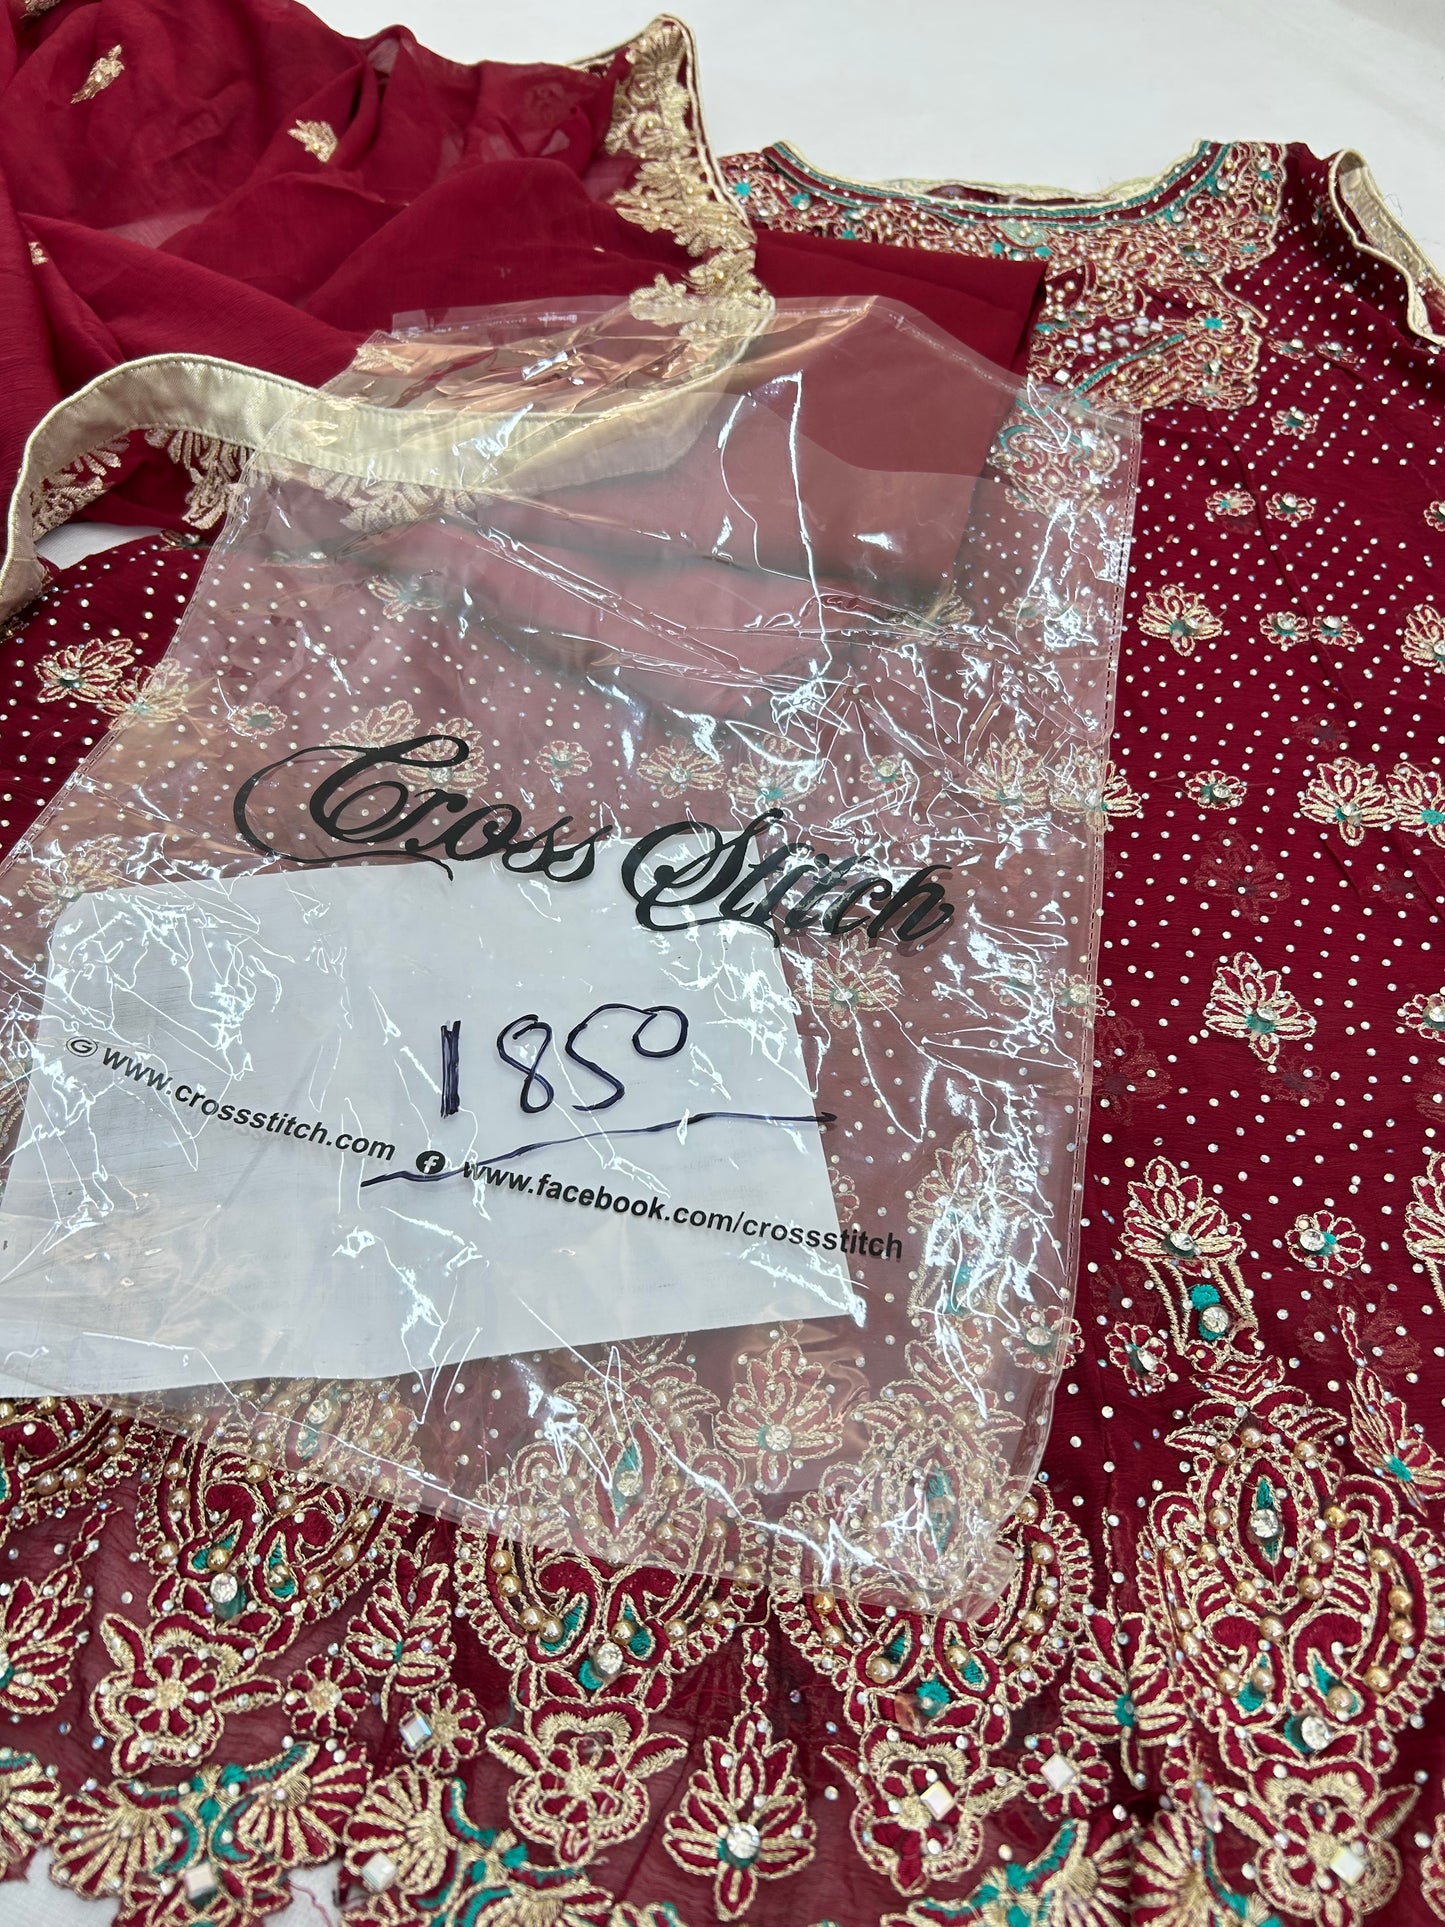 Cross Stitch
1850
www.crossstitch.com
www.facebook.com/crossstitch